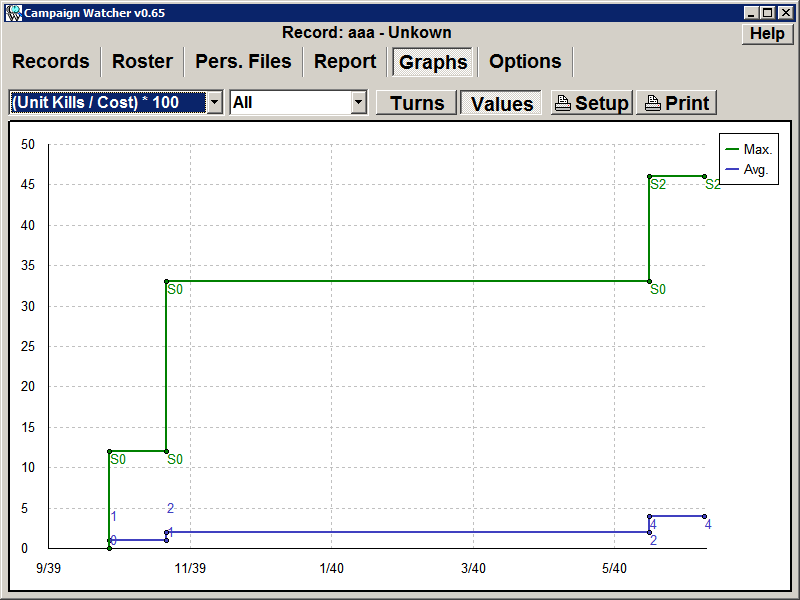 Campaign Watcher v0.65
Record: aaa - Unkown
Help
Records Roster Pers. Files Report Graphs Options
(Unit Kills / Cost) * 100 All Turns Values Setup Print
50
Max.
Avg.
45
S2 S2
40
35
S0 S0
30
25
20
15
S0 S0
10
5
1 2
0 1 4 4
2
0
9/39 11/39 1/40 3/40 5/40